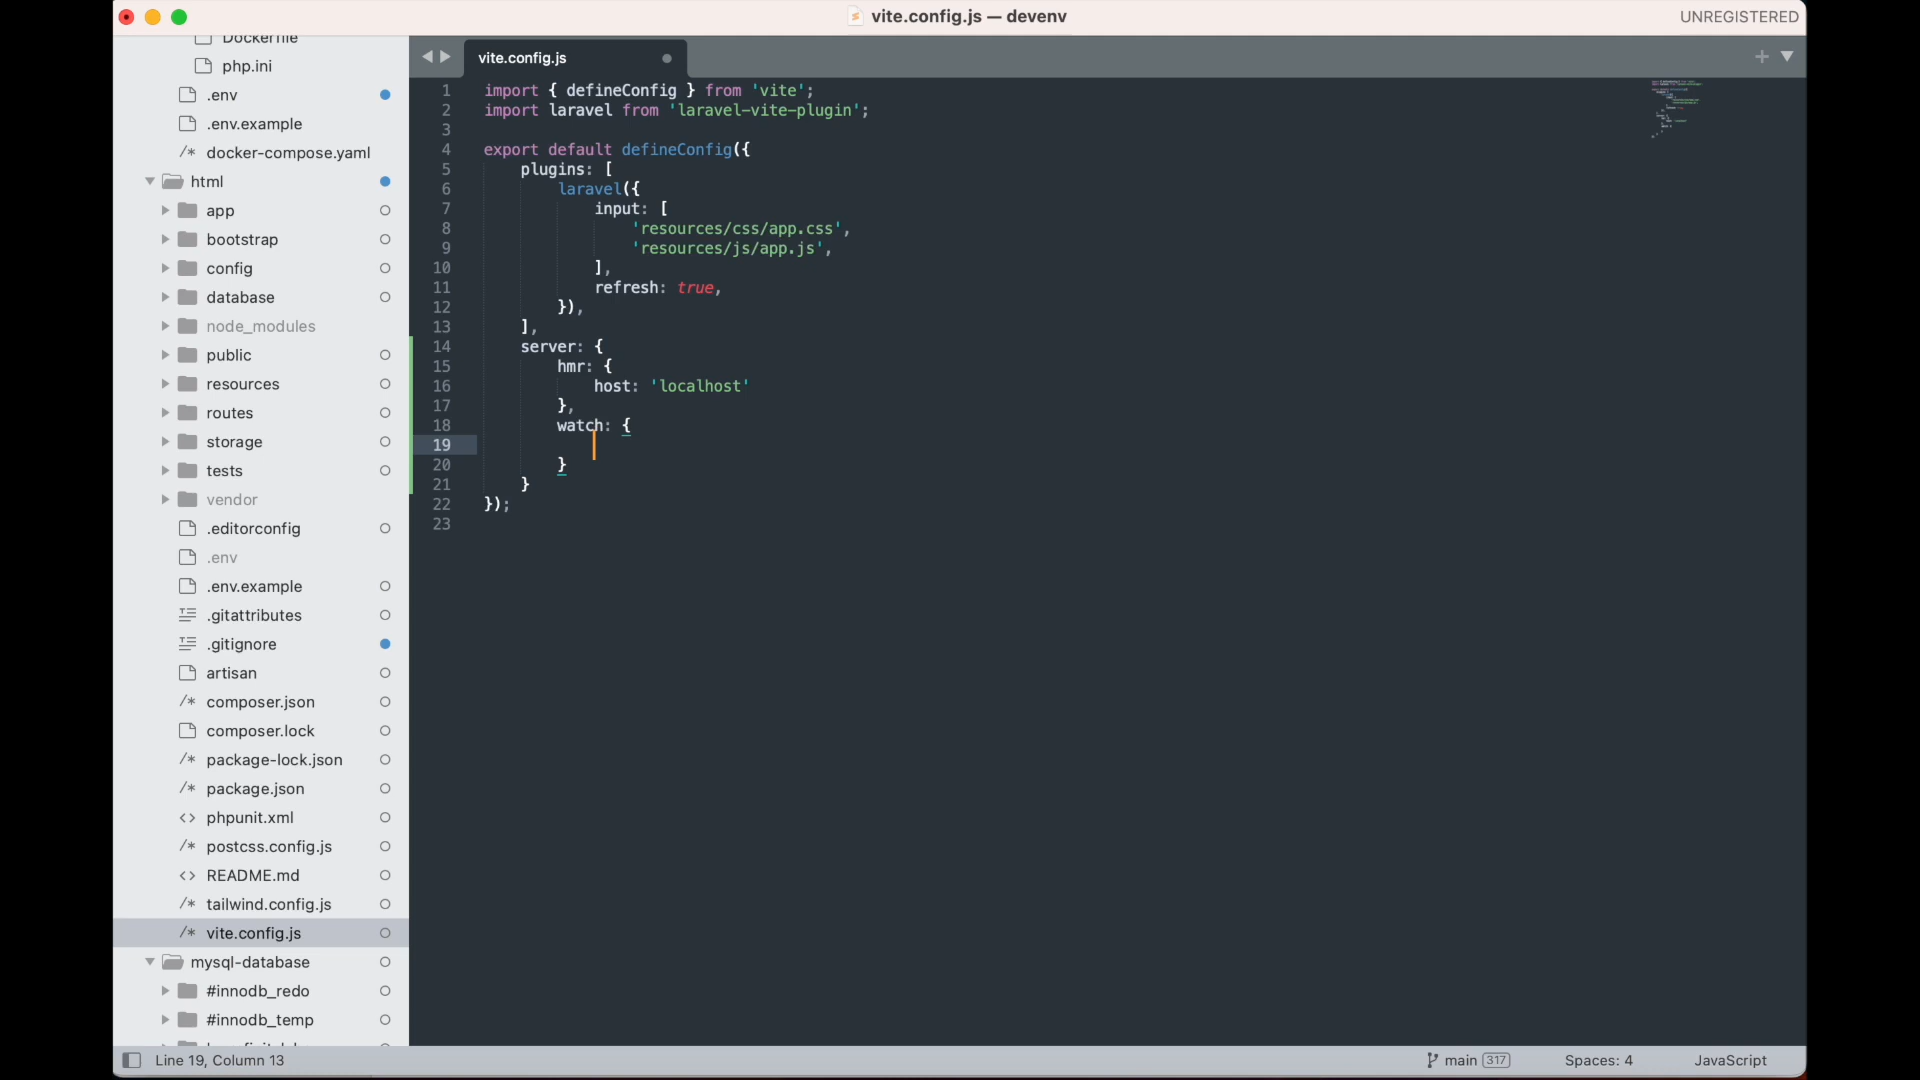 vite.config.js — devenv
UNREGISTERED
Dockerfile
php.ini
.env
.env.example
/* docker-compose.yaml
html
app
bootstrap
config
database
node_modules
public
resources
routes
storage
tests
vendor
.editorconfig
.env
.env.example
.gitattributes
.gitignore
artisan
/* composer.json
composer.lock
/* package-lock.json
/* package.json
<> phpunit.xml
/* postcss.config.js
<> README.md
/* tailwind.config.js
/* vite.config.js
mysql-database
#innodb_redo
#innodb_temp
vite.config.js
1 import { defineConfig } from 'vite';
2 import laravel from 'laravel-vite-plugin';
3
4 export default defineConfig({
5 plugins: [
6 laravel({
7 input: [
8 'resources/css/app.css',
9 'resources/js/app.js',
10 ],
11 refresh: true,
12 }),
13 ],
14 server: {
15 hmr: {
16 host: 'localhost'
17 },
18 watch: {
19
20 }
21 }
22 });
23
Line 19, Column 13
main 317
Spaces: 4
JavaScript